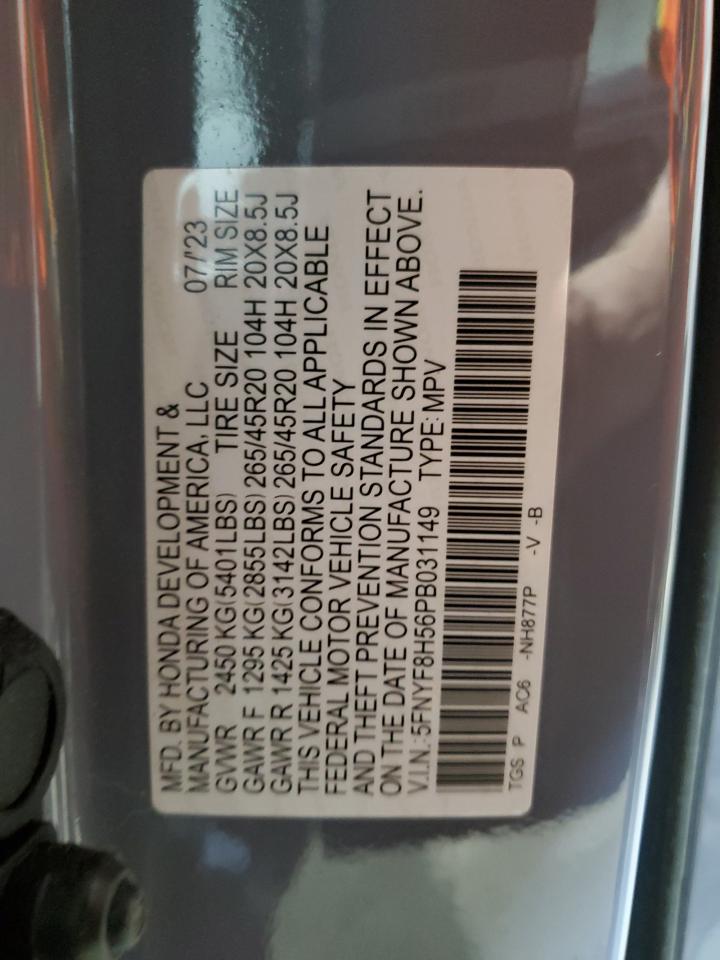 MFD. BY HONDA DEVELOPMENT &
MANUFACTURING OF AMERICA, LLC 07/'23
GVWR 2450 KG(5401LBS) TIRE SIZE RIM SIZE
GAWR F 1295 KG(2855LBS) 265/45R20 104H 20X8.5J
GAWR R 1425 KG(3142LBS) 265/45R20 104H 20X8.5J
THIS VEHICLE CONFORMS TO ALL APPLICABLE
FEDERAL MOTOR VEHICLE SAFETY
AND THEFT PREVENTION STANDARDS IN EFFECT
ON THE DATE OF MANUFACTURE SHOWN ABOVE.
V.I.N.:5FNYF8H56PB031149 TYPE:MPV
TGS P AC6 -NH877P -V -B